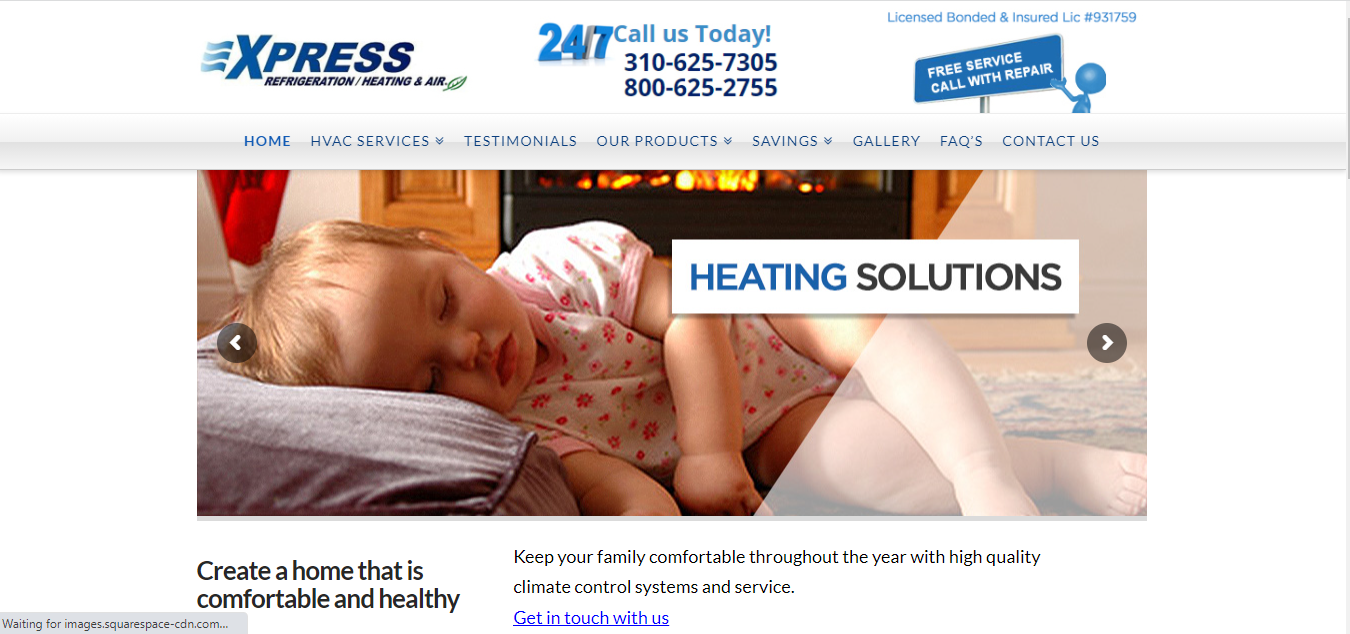 Licensed Bonded & Insured Lic #931759
EXPRESS
REFRIGERATION / HEATING & AIR
24/7 Call us Today!
310-625-7305
800-625-2755
FREE SERVICE
CALL WITH REPAIR
HOME HVAC SERVICES TESTIMONIALS OUR PRODUCTS SAVINGS GALLERY FAQ'S CONTACT US
HEATING SOLUTIONS
Create a home that is
comfortable and healthy
Keep your family comfortable throughout the year with high quality
climate control systems and service.
Get in touch with us
Waiting for images.squarespace-cdn.com...